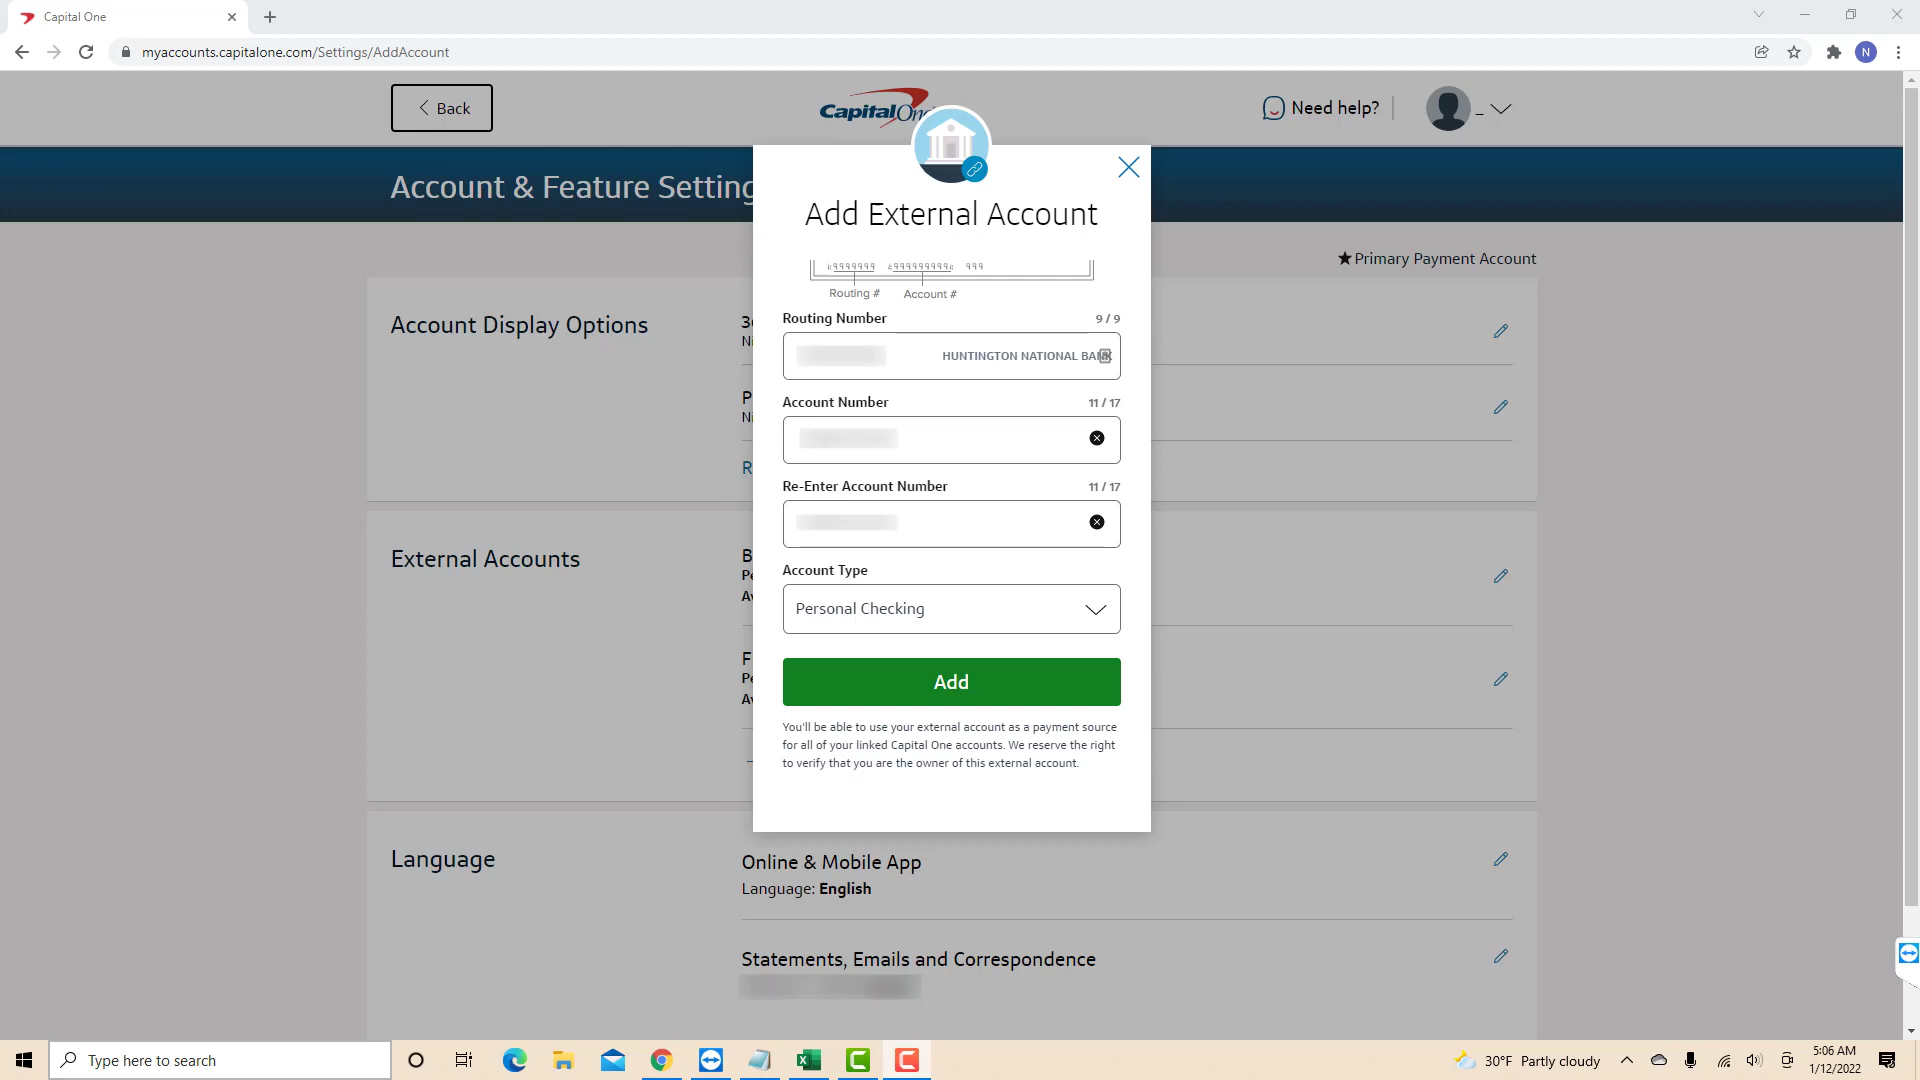 Capital One
myaccounts.capitalone.com/Settings/AddAccount
N
Back
Capital One
Need help?
Account & Feature Setting
Add External Account
Primary Payment Account
Routing #
Account #
Account Display Options
Routing Number
9 / 9
HUNTINGTON NATIONAL BANK
Account Number
11 / 17
Re-Enter Account Number
11 / 17
External Accounts
Account Type
Personal Checking
Add
You'll be able to use your external account as a payment source
for all of your linked Capital One accounts. We reserve the right
to verify that you are the owner of this external account.
Language
Online & Mobile App
Language: English
Statements, Emails and Correspondence
Type here to search
30°F Partly cloudy
5:06 AM
1/12/2022